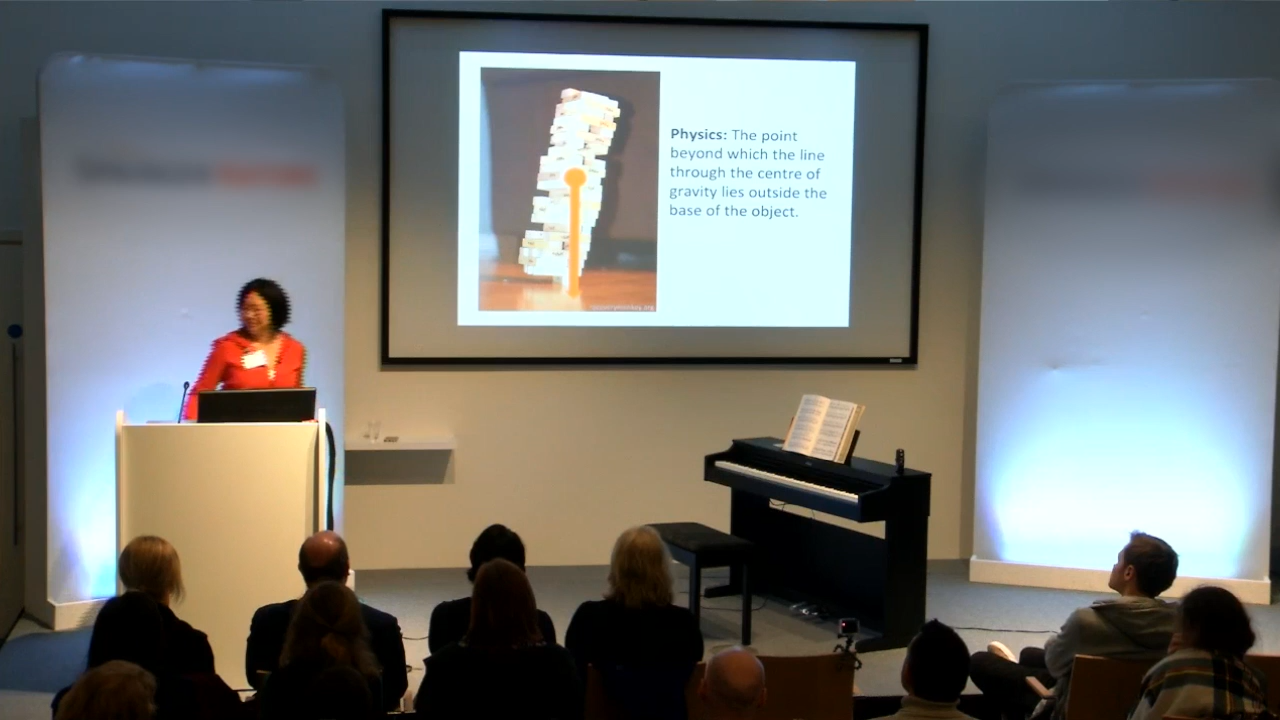 Physics: The point
beyond which the line
through the centre of
gravity lies outside the
base of the object.